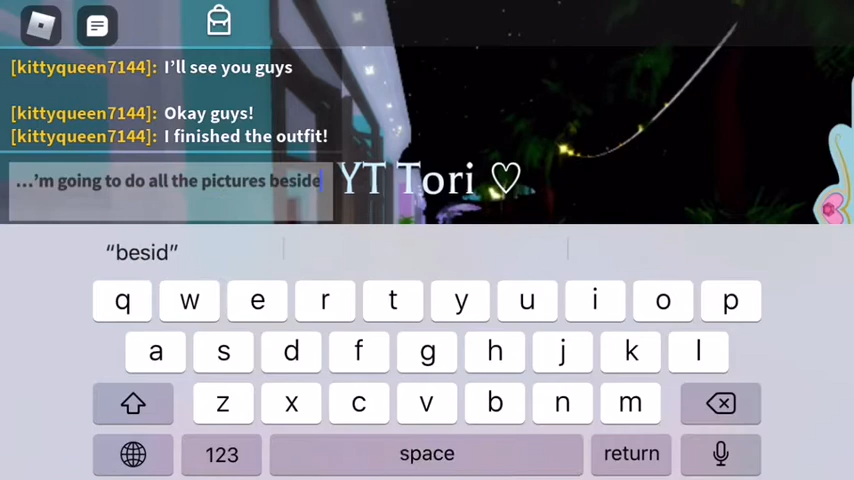 [kittyqueen7144]: I'll see you guys
[kittyqueen7144]: Okay guys!
[kittyqueen7144]: I finished the outfit!
...'m going to do all the pictures beside
YT Tori ♡
“besid”
q w e r t y u i o p
a s d f g h j k l
z x c v b n m
123 space return